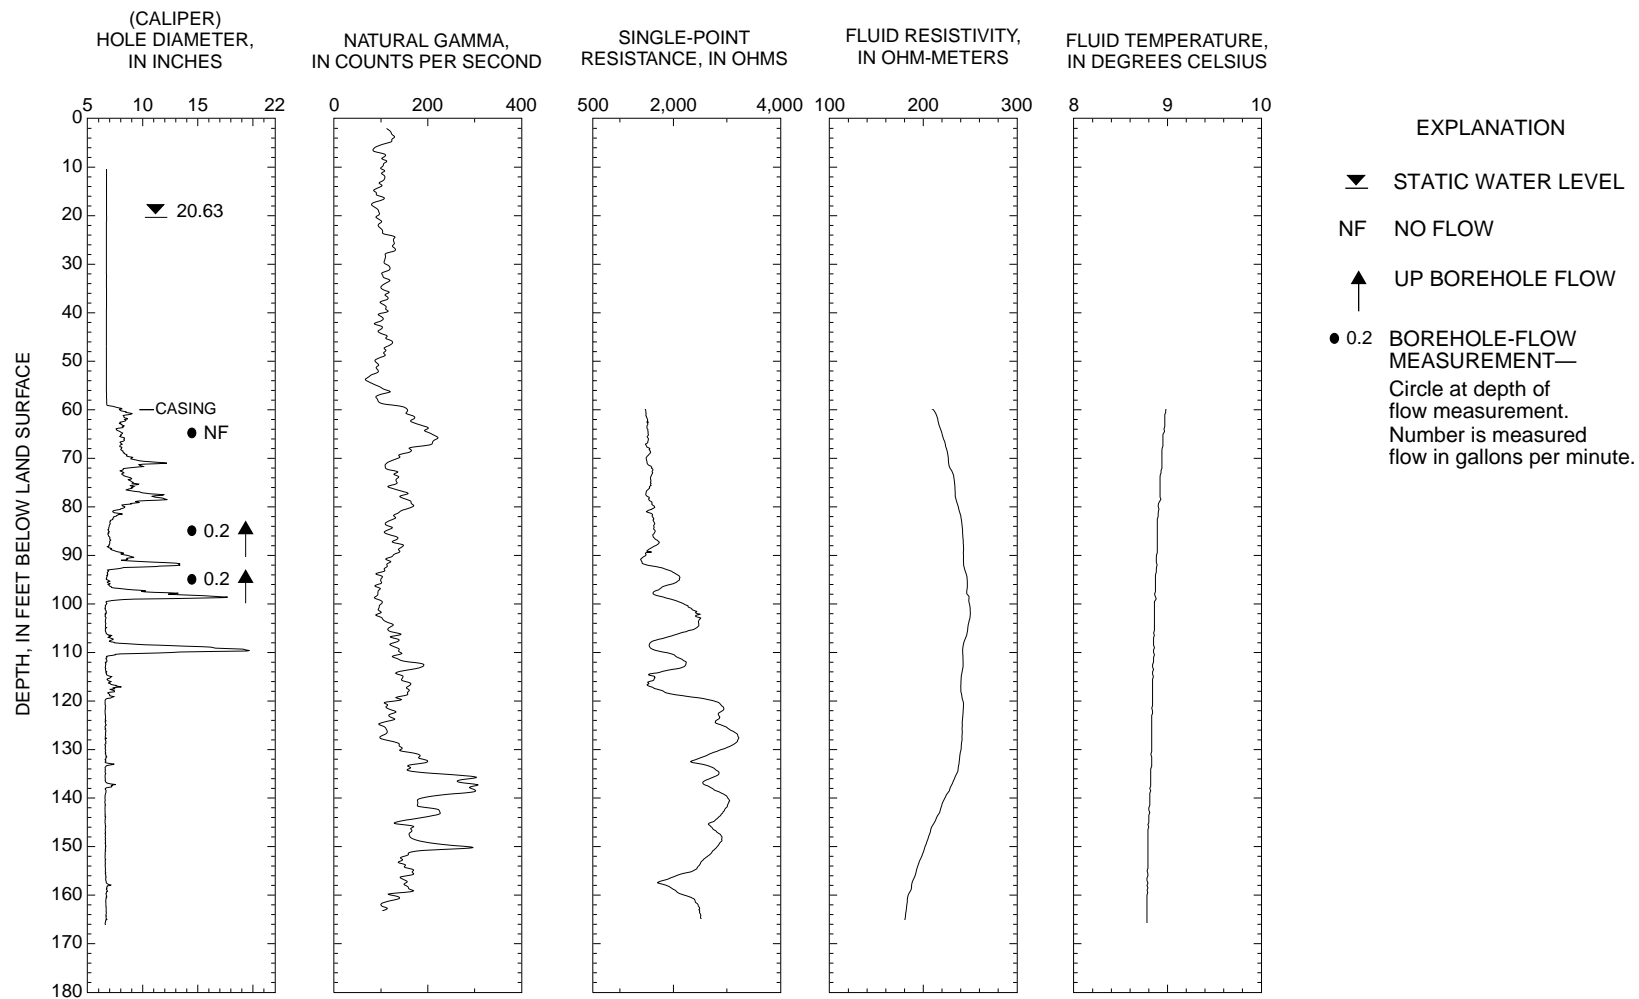 (CALIPER)
HOLE DIAMETER,
IN INCHES
NATURAL GAMMA,
IN COUNTS PER SECOND
SINGLE-POINT
RESISTANCE, IN OHMS
FLUID RESISTIVITY,
IN OHM-METERS
FLUID TEMPERATURE,
IN DEGREES CELSIUS
5 10 15 22
0 200 400
500 2,000 4,000
100 200 300
8 9 10
DEPTH, IN FEET BELOW LAND SURFACE
0
10
20
30
40
50
60
70
80
90
100
110
120
130
140
150
160
170
180
20.63
CASING
NF
0.2
0.2
EXPLANATION
STATIC WATER LEVEL
NF NO FLOW
UP BOREHOLE FLOW
0.2 BOREHOLE-FLOW
MEASUREMENT—
Circle at depth of
flow measurement.
Number is measured
flow in gallons per minute.